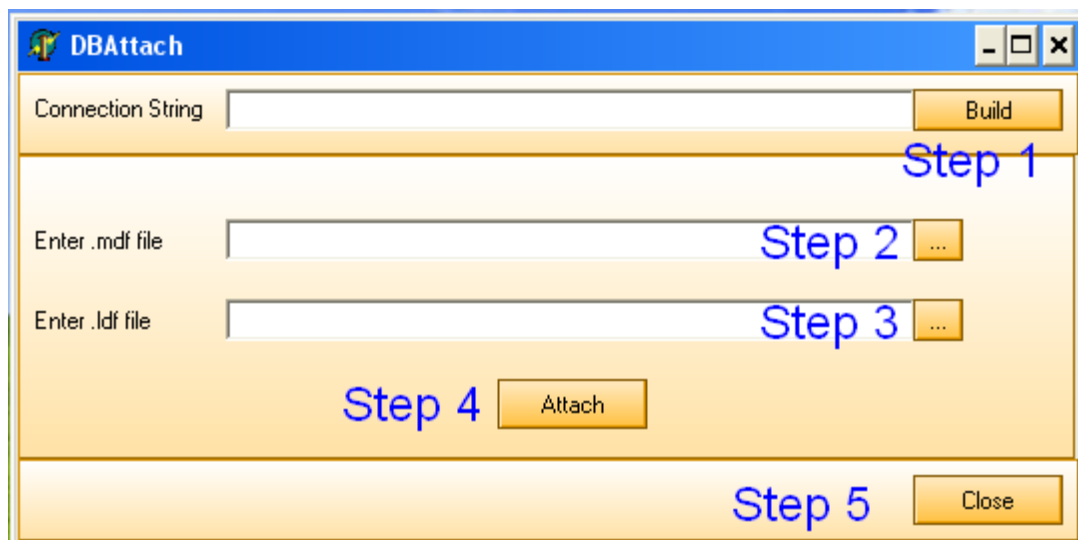 DBAttach
Connection String Build
Step 1
Enter .mdf file Step 2 ...
Enter .ldf file Step 3 ...
Step 4 Attach
Step 5 Close